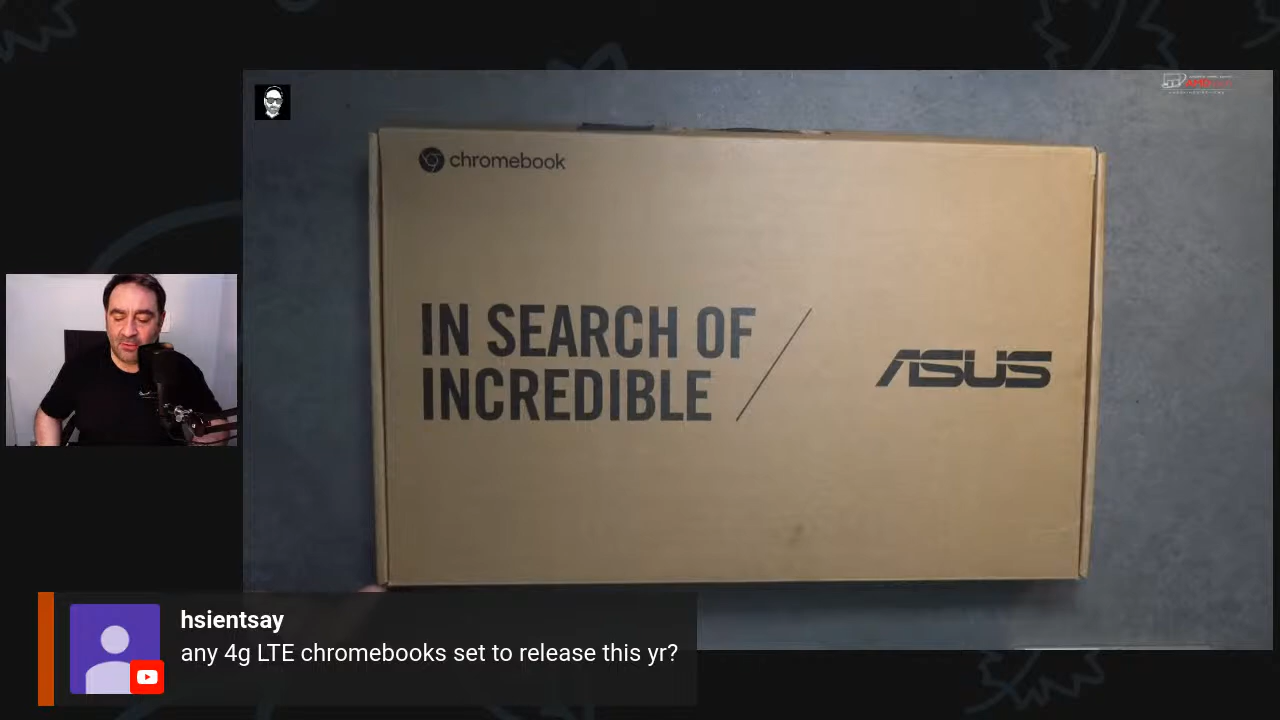 chromebook
IN SEARCH OF
INCREDIBLE
ASUS
hsientsay
any 4g LTE chromebooks set to release this yr?